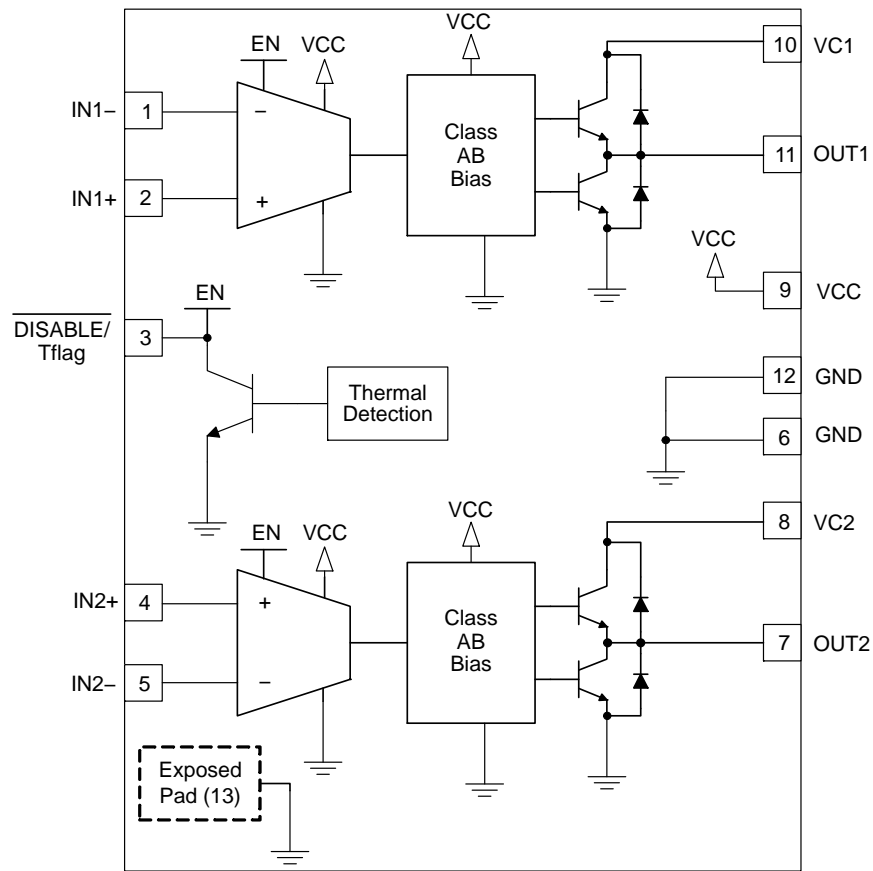 EN
VCC
VCC
10 VC1
IN1− 1 −
Class
AB
Bias
11 OUT1
IN1+ 2 +
VCC
EN
9 VCC
DISABLE/
Tflag
3
Thermal
Detection
12 GND
6 GND
EN
VCC
VCC
8 VC2
IN2+ 4 +
Class
AB
Bias
7 OUT2
IN2− 5 −
Exposed
Pad (13)